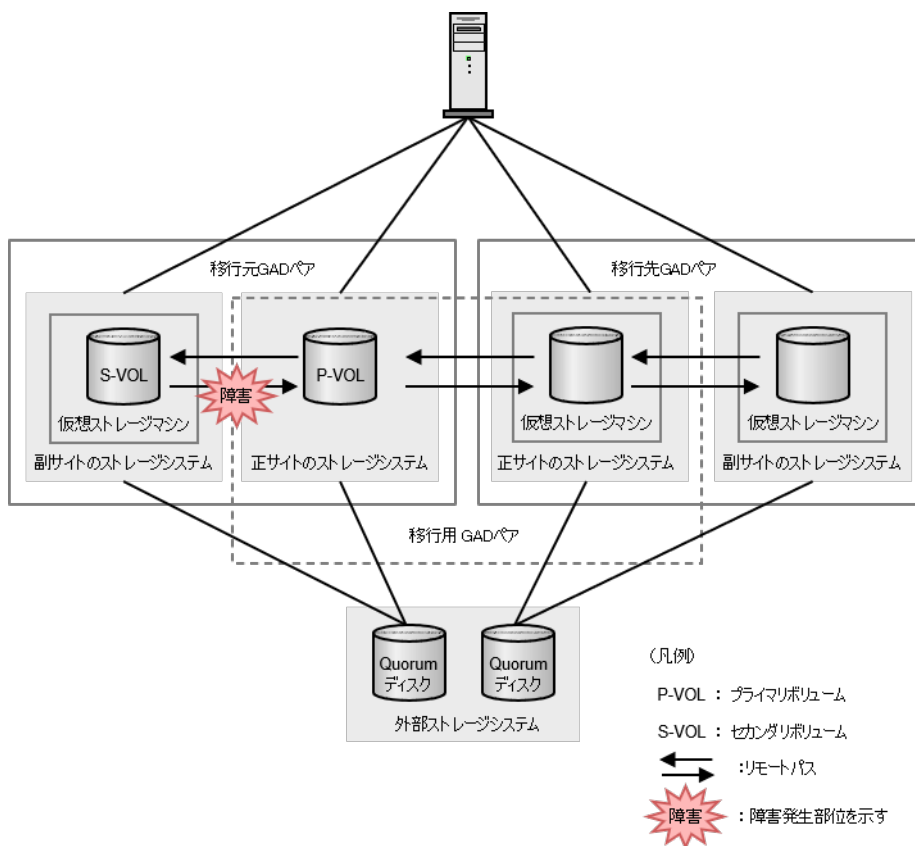 移行元GADペア
移行先GADペア
S-VOL
P-VOL
障害
仮想ストレージマシン
仮想ストレージマシン
仮想ストレージマシン
副サイトのストレージシステム
正サイトのストレージシステム
正サイトのストレージシステム
副サイトのストレージシステム
移行用 GADペア
Quorum
ディスク
Quorum
ディスク
外部ストレージシステム
(凡例)
P-VOL : プライマリボリューム
S-VOL : セカンダリボリューム
:リモートパス
障害 : 障害発生部位を示す